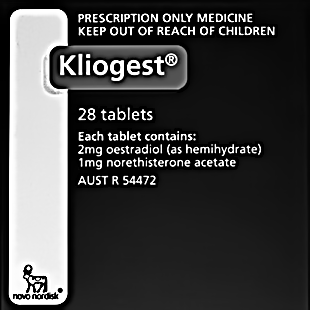 PRESCRIPTION ONLY MEDICINE
KEEP OUT OF REACH OF CHILDREN
Kliogest®
28 tablets
Each tablet contains:
2mg oestradiol (as hemihydrate)
1mg norethisterone acetate
AUST R 54472
novo nordisk®